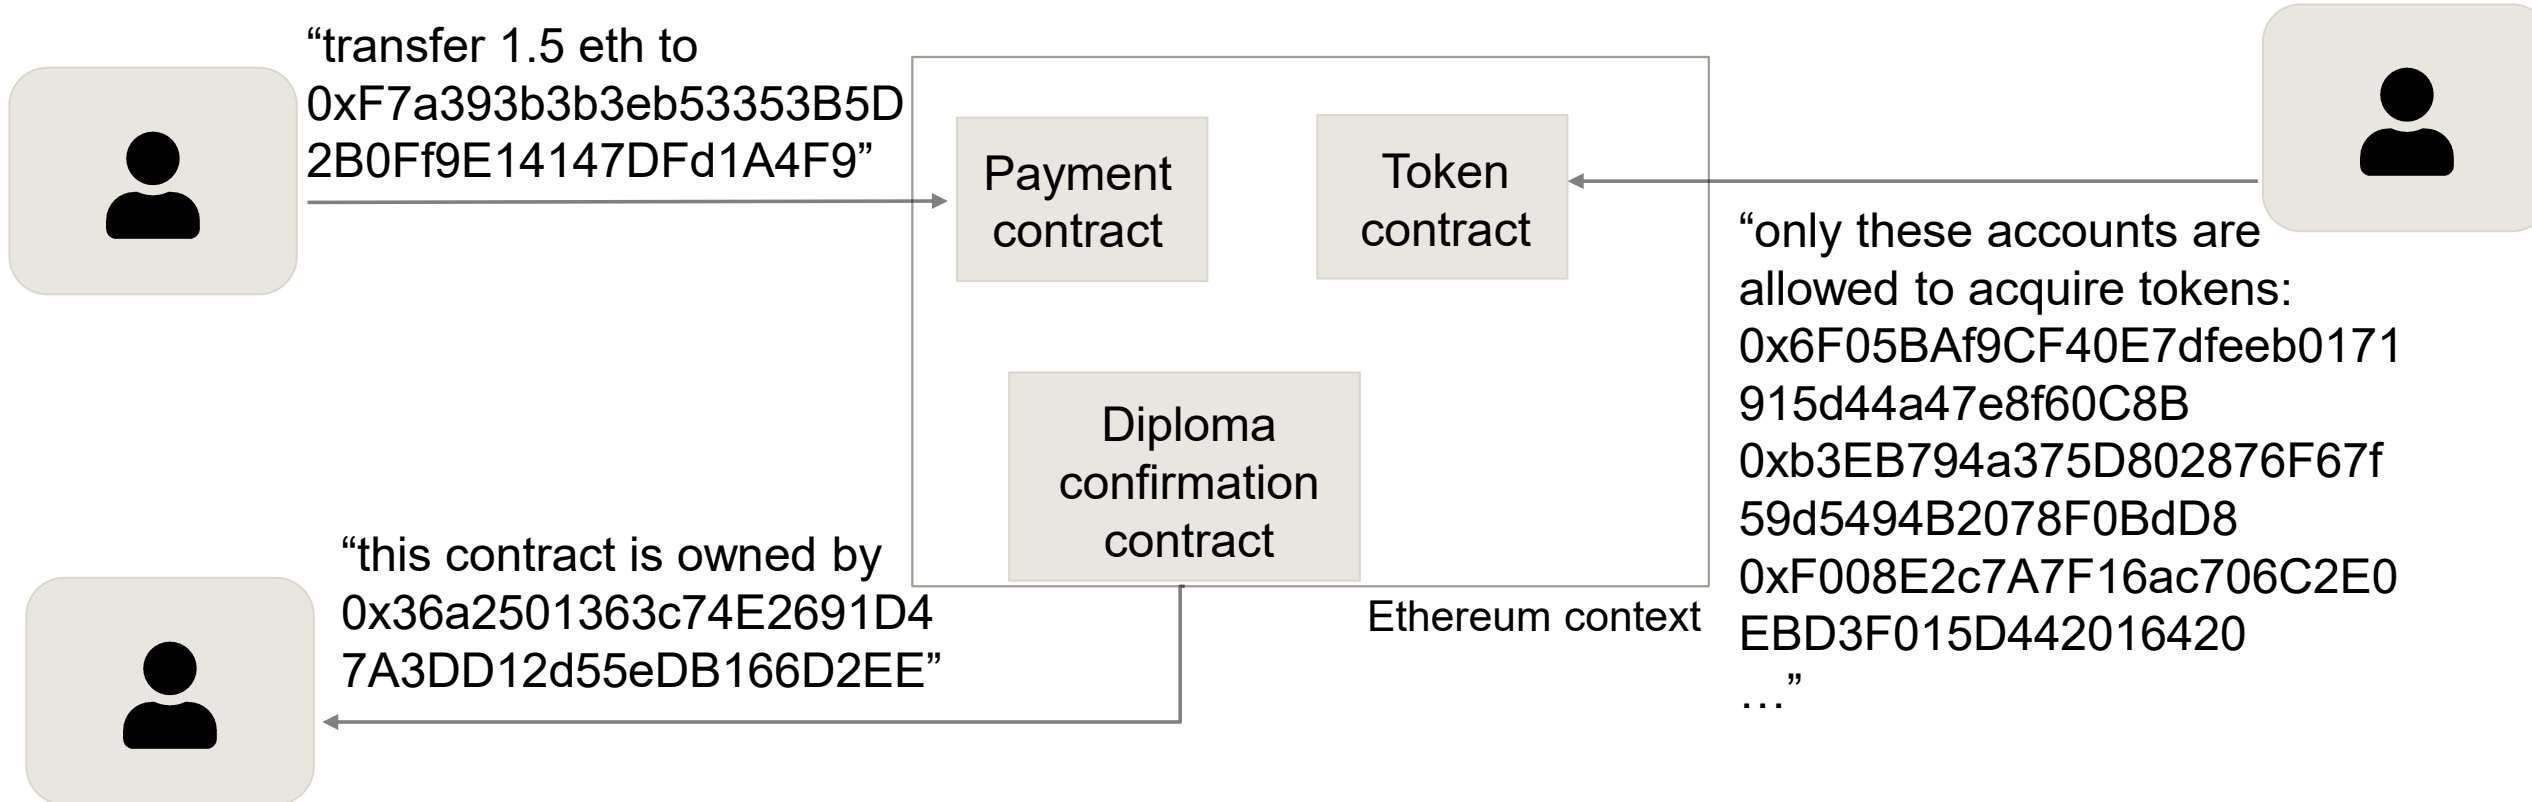 “transfer 1.5 eth to
0xF7a393b3b3eb53353B5D
2B0Ff9E14147DFd1A4F9”
Payment
contract
Token
contract
“only these accounts are
allowed to acquire tokens:
0x6F05BAf9CF40E7dfeeb0171
915d44a47e8f60C8B
0xb3EB794a375D802876F67f
59d5494B2078F0BdD8
0xF008E2c7A7F16ac706C2E0
EBD3F015D442016420
…”
Diploma
confirmation
contract
“this contract is owned by
0x36a2501363c74E2691D4
7A3DD12d55eDB166D2EE”
Ethereum context